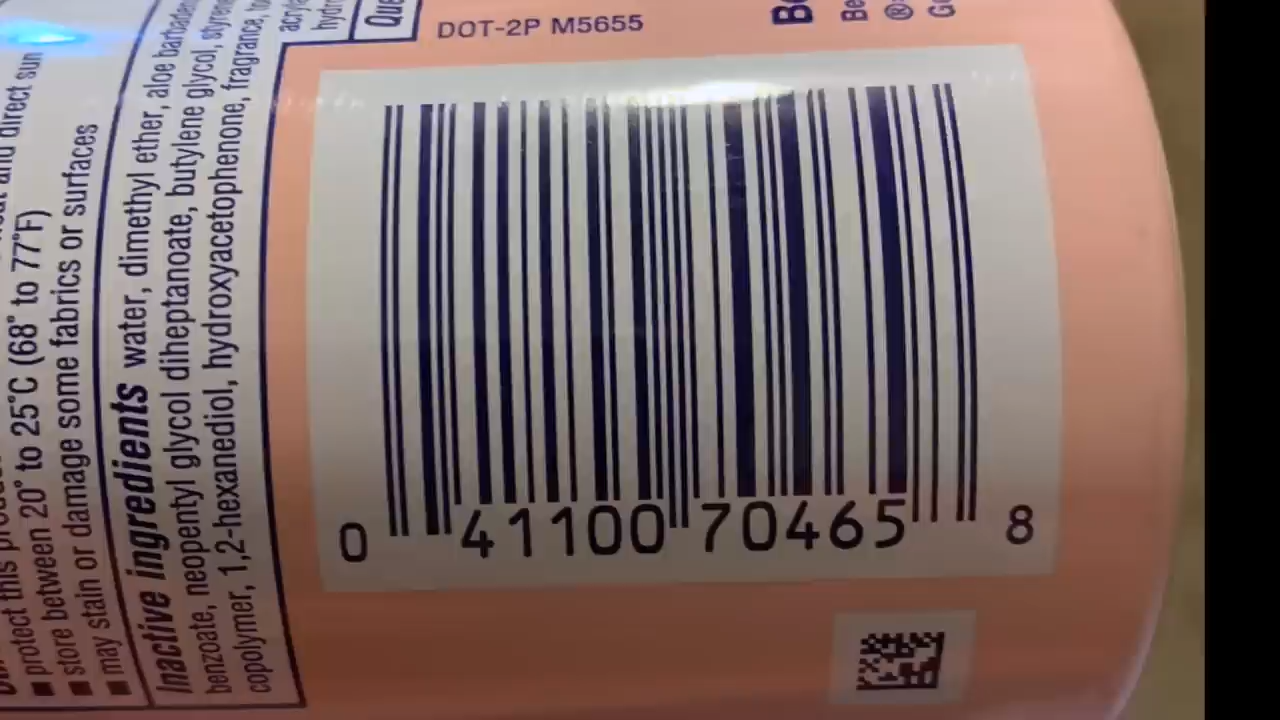 direct sun
protect this
■ store between 20° to 25°C (68° to 77°F)
■ may stain or damage some fabrics or surfaces
Inactive ingredients water, dimethyl ether, aloe
benzoate, neopentyl glycol diheptanoate, butylene glycol,
copolymer, 1,2-hexanediol, hydroxyacetophenone, fragrance,
DOT-2P M5655
0 41100 70465 8